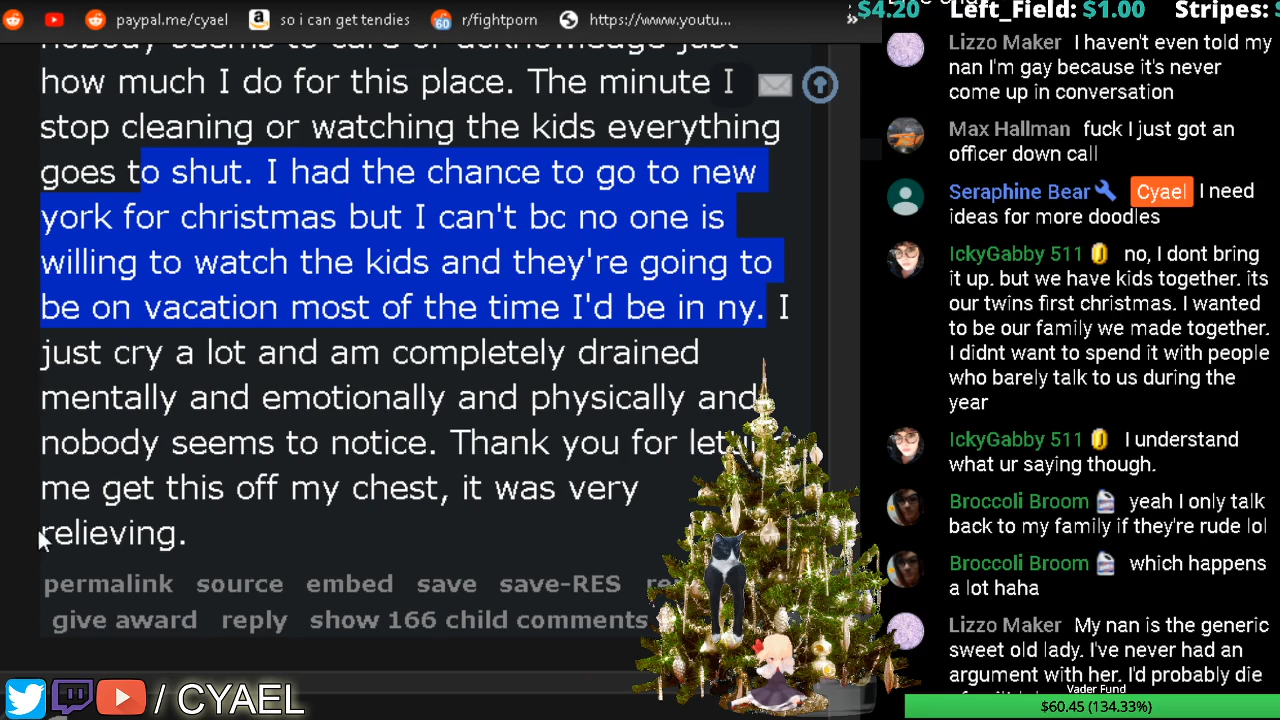 paypal.me/cyael so i can get tendies 60 r/fightporn https://www.youtu... »
$4.20 Left_Field: $1.00 Stripes:
nobody seems to care or acknowledge just
how much I do for this place. The minute I
stop cleaning or watching the kids everything
goes to shut. I had the chance to go to new
york for christmas but I can't bc no one is
willing to watch the kids and they're going to
be on vacation most of the time I'd be in ny. I
just cry a lot and am completely drained
mentally and emotionally and physically and
nobody seems to notice. Thank you for
me get this off my chest, it was very
relieving.
permalink source embed save save-RES
give award reply show 166 child comments
/ CYAEL
Lizzo Maker I haven't even told my
nan I'm gay because it's never
come up in conversation
Max Hallman fuck I just got an
officer down call
Seraphine Bear Cyael I need
ideas for more doodles
IckyGabby 511 no, I dont bring
it up. but we have kids together. its
our twins first christmas. I wanted
to be our family we made together.
I didnt want to spend it with people
who barely talk to us during the
year
IckyGabby 511 I understand
what ur saying though.
Broccoli Broom yeah I only talk
back to my family if they're rude lol
Broccoli Broom which happens
a lot haha
Lizzo Maker My nan is the generic
sweet old lady. I've never had an
argument with her. I'd probably die
Vader Fund
$60.45 (134.33%)